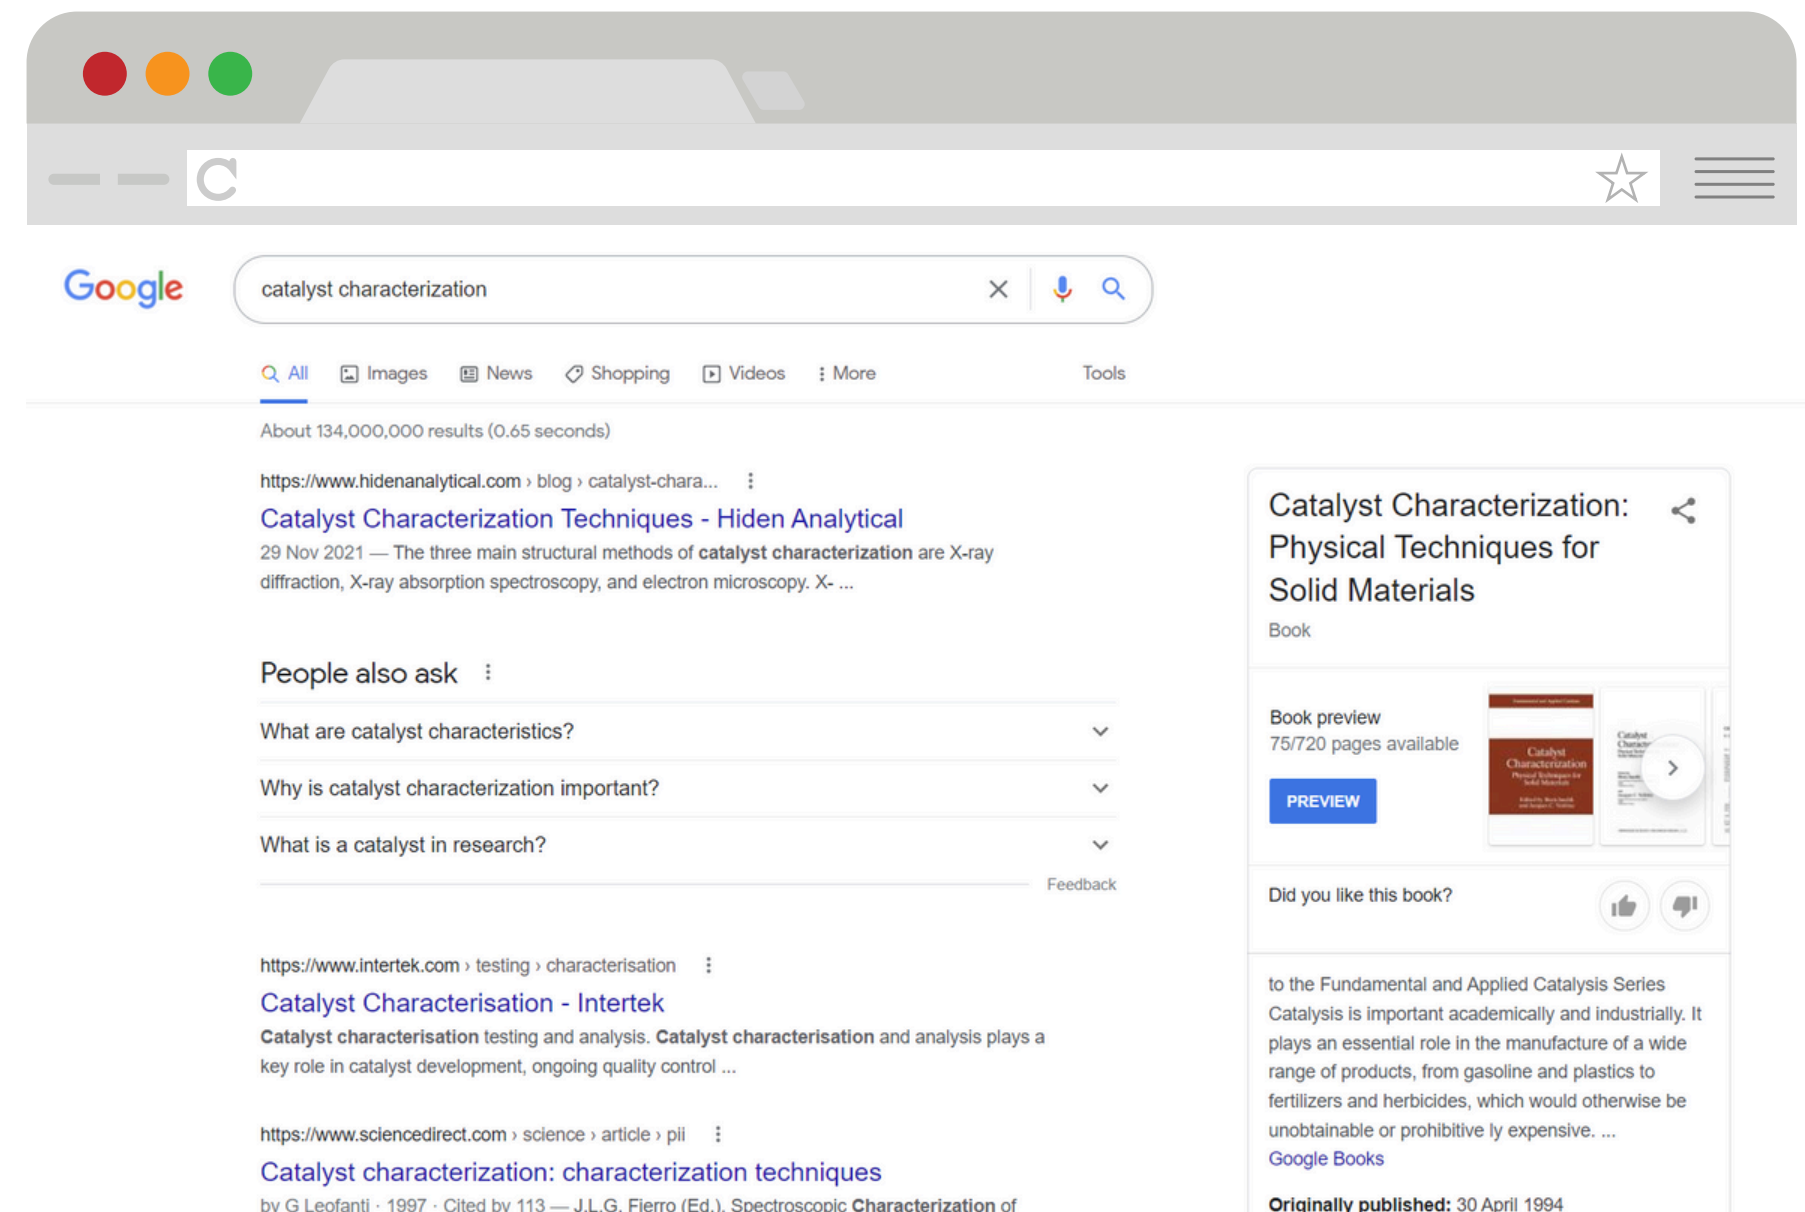 Google
catalyst characterization
All Images News Shopping Videos More Tools
About 134,000,000 results (0.65 seconds)
https://www.hidenanalytical.com › blog › catalyst-chara...
Catalyst Characterization Techniques - Hiden Analytical
29 Nov 2021 — The three main structural methods of catalyst characterization are X-ray
diffraction, X-ray absorption spectroscopy, and electron microscopy. X- ...
People also ask
What are catalyst characteristics?
Why is catalyst characterization important?
What is a catalyst in research?
Feedback
https://www.intertek.com › testing › characterisation
Catalyst Characterisation - Intertek
Catalyst characterisation testing and analysis. Catalyst characterisation and analysis plays a
key role in catalyst development, ongoing quality control ...
https://www.sciencedirect.com › science › article › pii
Catalyst characterization: characterization techniques
by G Leofanti · 1997 · Cited by 113 — J.L.G. Fierro (Ed.), Spectroscopic Characterization of
Catalyst Characterization:
Physical Techniques for
Solid Materials
Book
Book preview
75/720 pages available
PREVIEW
Catalyst
Characterization
Physical Techniques for
Solid Materials
Did you like this book?
to the Fundamental and Applied Catalysis Series
Catalysis is important academically and industrially. It
plays an essential role in the manufacture of a wide
range of products, from gasoline and plastics to
fertilizers and herbicides, which would otherwise be
unobtainable or prohibitive ly expensive. ...
Google Books
Originally published: 30 April 1994